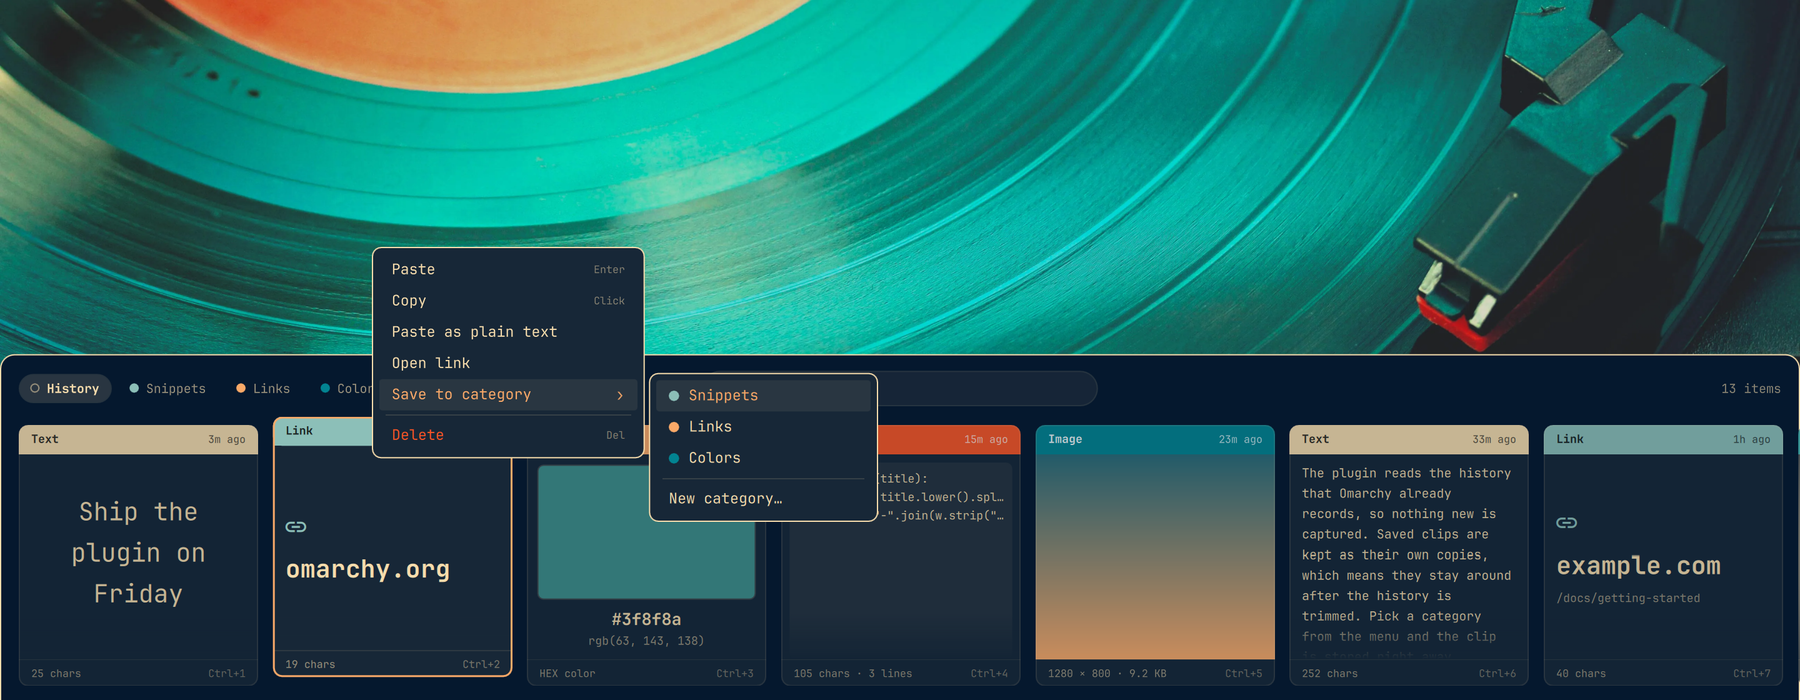 Paste Enter
Copy Click
Paste as plain text
Open link
Save to category
Delete Del
History Snippets Links 13 items
Snippets
Links
Colors
New category…
Text 3m ago
Ship the
plugin on
Friday
25 chars Ctrl+1
Link
omarchy.org
19 chars Ctrl+2
#3f8f8a
rgb(63, 143, 138)
HEX color Ctrl+3
15m ago
(title):
title.lower().spl…
"-".join(w.strip("…
105 chars · 3 lines Ctrl+4
Image 23m ago
1280 × 800 · 9.2 KB Ctrl+5
Text 33m ago
The plugin reads the history
that Omarchy already
records, so nothing new is
captured. Saved clips are
kept as their own copies,
which means they stay around
after the history is
trimmed. Pick a category
from the menu and the clip
252 chars Ctrl+6
Link 1h ago
example.com
/docs/getting-started
40 chars Ctrl+7